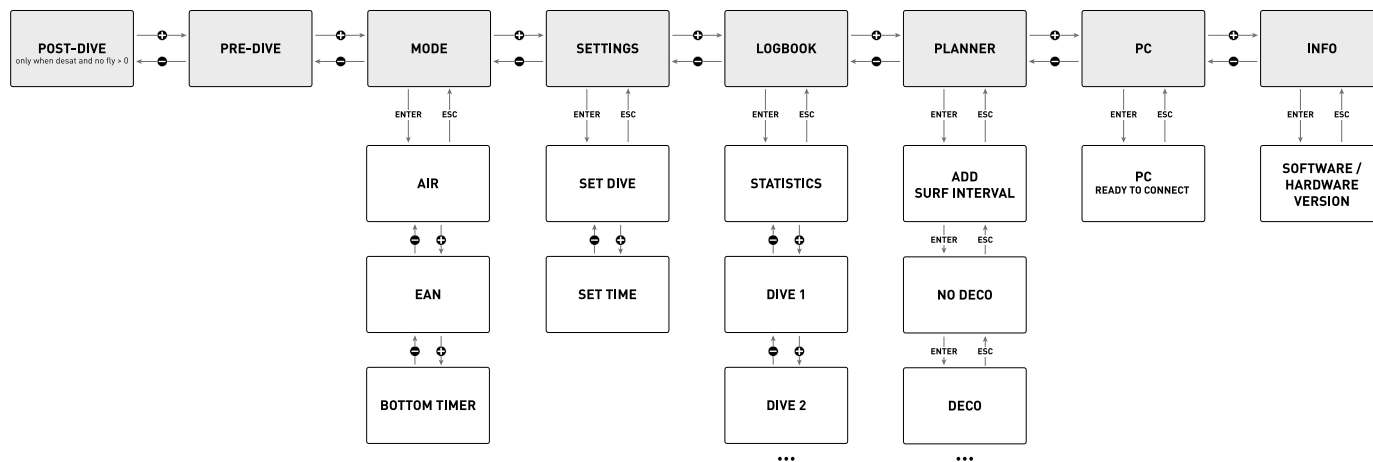 POST-DIVE
only when desat and no fly > 0
+
−
PRE-DIVE
+
−
MODE
+
−
SETTINGS
+
−
LOGBOOK
+
−
PLANNER
+
−
PC
+
−
INFO
ENTER ESC
ENTER ESC
ENTER ESC
ENTER ESC
ENTER ESC
ENTER ESC
AIR
SET DIVE
STATISTICS
ADD
SURF INTERVAL
PC
READY TO CONNECT
SOFTWARE /
HARDWARE
VERSION
− +
− +
− +
ENTER ESC
EAN
SET TIME
DIVE 1
NO DECO
− +
− +
ENTER ESC
BOTTOM TIMER
DIVE 2
DECO
...
...